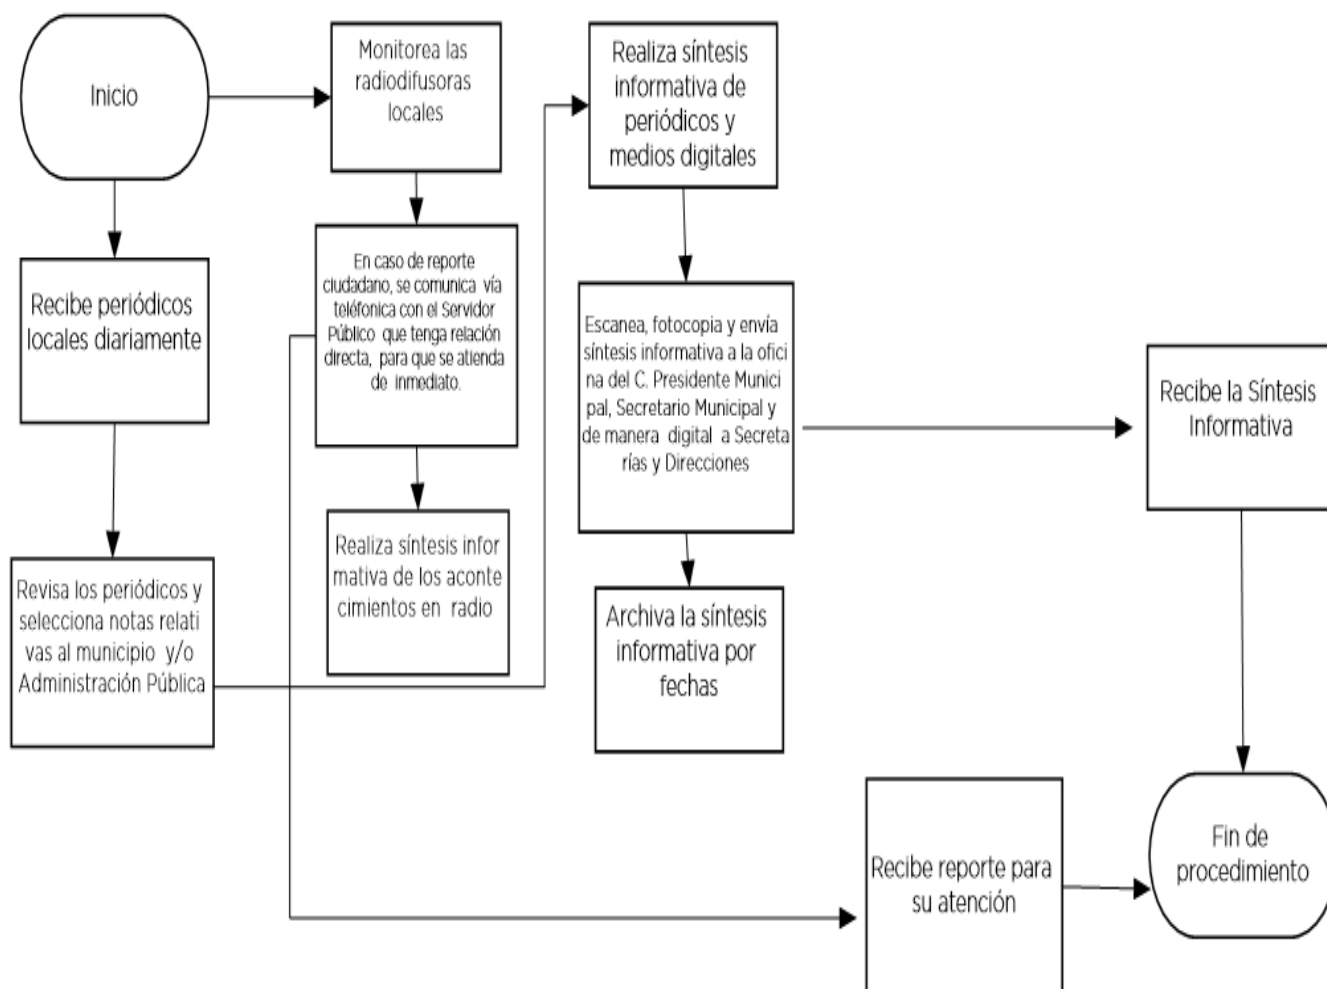 Inicio
Recibe periódicos
locales diariamente
Revisa los periódicos y
selecciona notas relati
vas al municipio y/o
Administración Pública
Monitorea las
radiodifusoras
locales
En caso de reporte
ciudadano, se comunica vía
teléfonica con el Servidor
Público que tenga relación
directa, para que se atienda
de inmediato.
Realiza síntesis infor
mativa de los aconte
cimientos en radio
Realiza síntesis
informativa de
periódicos y
medios digitales
Escanea, fotocopia y envía
síntesis informativa a la ofici
na del C. Presidente Munici
pal, Secretario Municipal y
de manera digital a Secreta
rías y Direcciones
Archiva la síntesis
informativa por
fechas
Recibe la Síntesis
Informativa
Recibe reporte para
su atención
Fin de
procedimiento